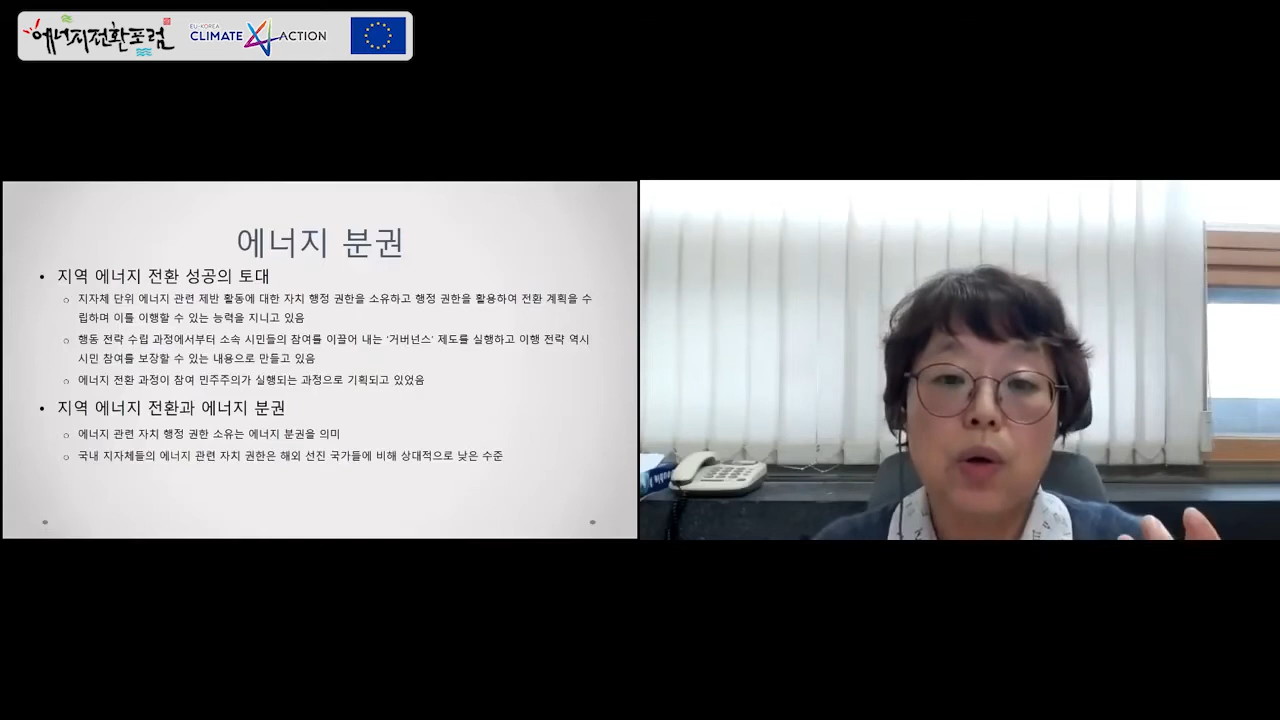 에너지전환포럼
EU-KOREA
CLIMATE ACTION
에너지 분권
• 지역 에너지 전환 성공의 토대
○ 지자체 단위 에너지 관련 제반 활동에 대한 자치 행정 권한을 소유하고 행정 권한을 활용하여 전환 계획을 수
립하며 이를 이행할 수 있는 능력을 지니고 있음
○ 행동 전략 수립 과정에서부터 소속 시민들의 참여를 이끌어 내는 '거버넌스' 제도를 실행하고 이행 전략 역시
시민 참여를 보장할 수 있는 내용으로 만들고 있음
○ 에너지 전환 과정이 참여 민주주의가 실행되는 과정으로 기획되고 있었음
• 지역 에너지 전환과 에너지 분권
○ 에너지 관련 자치 행정 권한 소유는 에너지 분권을 의미
○ 국내 지자체들의 에너지 관련 자치 권한은 해외 선진 국가들에 비해 상대적으로 낮은 수준